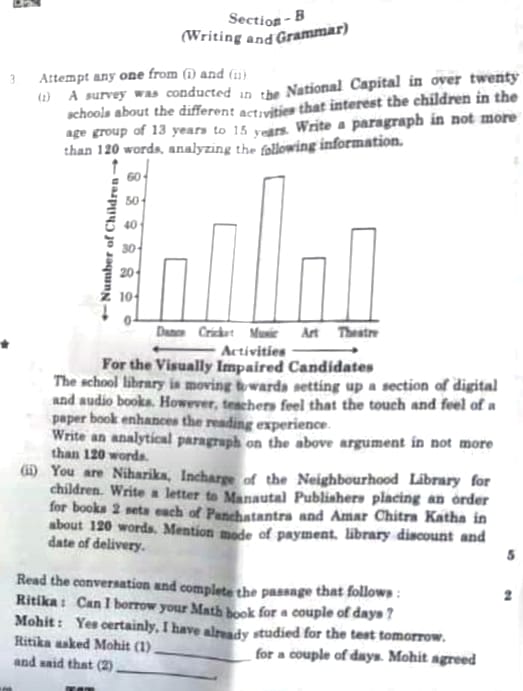 Section - B
(Writing and Grammar)
3 Attempt any one from (i) and (ii)
(i) A survey was conducted in the National Capital in over twenty
schools about the different activities that interest the children in the
age group of 13 years to 15 years. Write a paragraph in not more
than 120 words, analyzing the following information.
Number of Children
60
50
40
30
20
10
0
Dance Cricket Music Art Theatre
Activities
For the Visually Impaired Candidates
The school library is moving towards setting up a section of digital
and audio books. However, teachers feel that the touch and feel of a
paper book enhances the reading experience.
Write an analytical paragraph on the above argument in not more
than 120 words.
(ii) You are Niharika, Incharge of the Neighbourhood Library for
children. Write a letter to Manautal Publishers placing an order
for books 2 sets each of Panchatantra and Amar Chitra Katha in
about 120 words. Mention mode of payment, library discount and
date of delivery.
5
Read the conversation and complete the passage that follows :
2
Ritika : Can I borrow your Math book for a couple of days ?
Mohit : Yes certainly, I have already studied for the test tomorrow.
Ritika asked Mohit (1) ____________ for a couple of days. Mohit agreed
and said that (2) ____________.